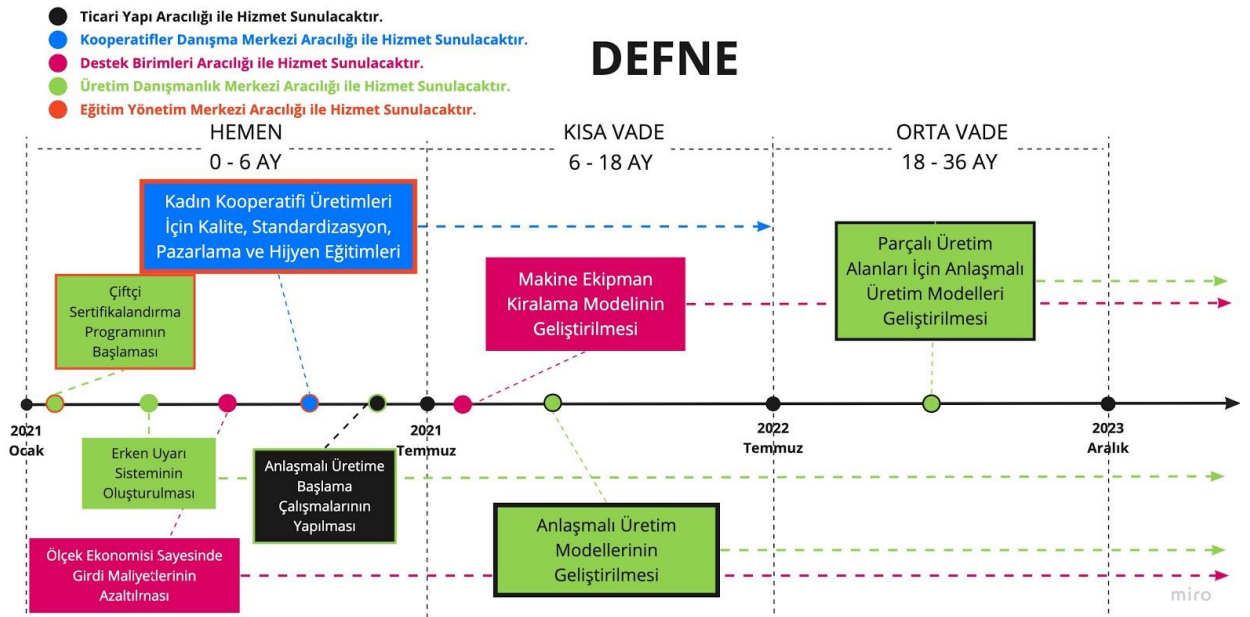 Ticari Yapı Aracılığı ile Hizmet Sunulacaktır.
Kooperatifler Danışma Merkezi Aracılığı ile Hizmet Sunulacaktır.
Destek Birimleri Aracılığı ile Hizmet Sunulacaktır.
Üretim Danışmanlık Merkezi Aracılığı ile Hizmet Sunulacaktır.
Eğitim Yönetim Merkezi Aracılığı ile Hizmet Sunulacaktır.
DEFNE
HEMEN
0 - 6 AY
KISA VADE
6 - 18 AY
ORTA VADE
18 - 36 AY
Kadın Kooperatifi Üretimleri
İçin Kalite, Standardizasyon,
Pazarlama ve Hijyen Eğitimleri
Çiftçi
Sertifikalandırma
Programının
Başlaması
Makine Ekipman
Kiralama Modelinin
Geliştirilmesi
Parçalı Üretim
Alanları İçin Anlaşmalı
Üretim Modelleri
Geliştirilmesi
2021
Ocak
2021
Temmuz
2022
Temmuz
2023
Aralık
Erken Uyarı
Sisteminin
Oluşturulması
Anlaşmalı Üretime
Başlama
Çalışmalarının
Yapılması
Ölçek Ekonomisi Sayesinde
Girdi Maliyetlerinin
Azaltılması
Anlaşmalı Üretim
Modellerinin
Geliştirilmesi
miro